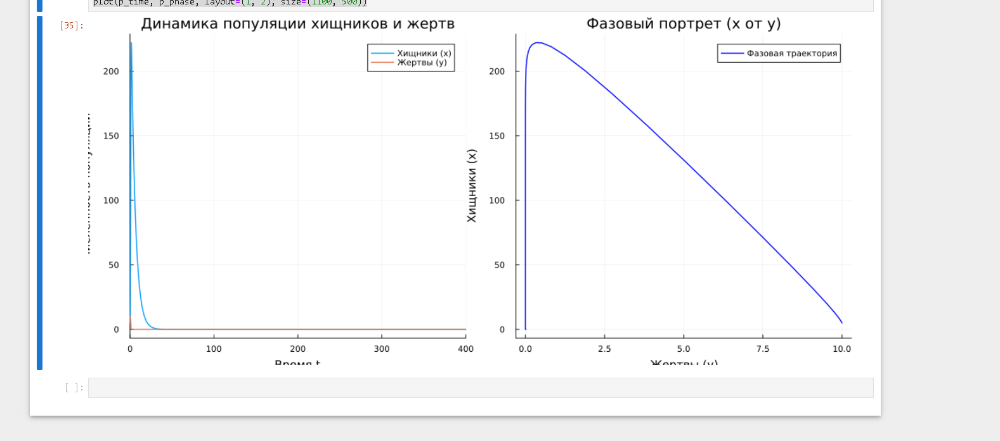 plot(p_time, p_phase, layout=(1, 2), size=(1100, 500))
[35]:
Динамика популяции хищников и жертв
Хищники (x)
Жертвы (y)
200
150
100
50
0
0 100 200 300 400
Время t
Фазовый портрет (x от y)
Фазовая траектория
Хищники (x)
200
150
100
50
0
0.0 2.5 5.0 7.5 10.0
Жертвы (y)
[ ]: